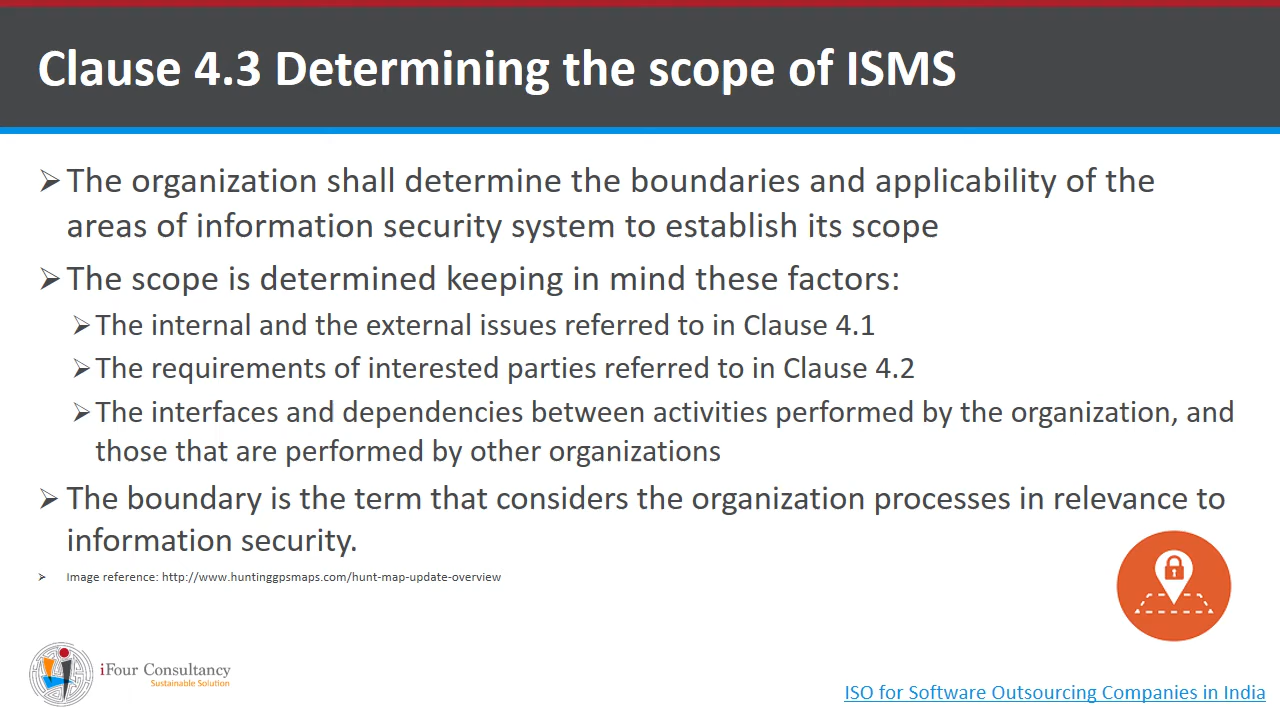 Clause 4.3 Determining the scope of ISMS
➢ The organization shall determine the boundaries and applicability of the
areas of information security system to establish its scope
➢ The scope is determined keeping in mind these factors:
➢ The internal and the external issues referred to in Clause 4.1
➢ The requirements of interested parties referred to in Clause 4.2
➢ The interfaces and dependencies between activities performed by the organization, and
those that are performed by other organizations
➢ The boundary is the term that considers the organization processes in relevance to
information security.
➢ Image reference: http://www.huntinggpsmaps.com/hunt-map-update-overview
iFour Consultancy
Sustainable Solution
ISO for Software Outsourcing Companies in India